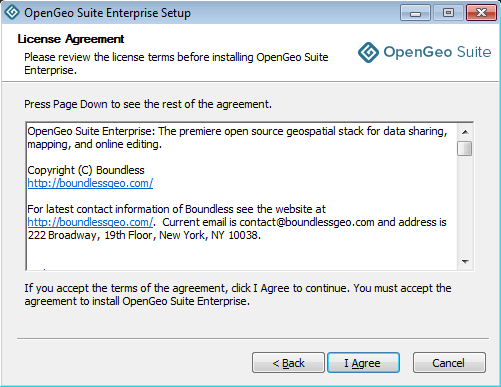 OpenGeo Suite Enterprise Setup
License Agreement
Please review the license terms before installing OpenGeo Suite
Enterprise.
OpenGeo Suite
Press Page Down to see the rest of the agreement.
OpenGeo Suite Enterprise: The premiere open source geospatial stack for data sharing,
mapping, and online editing.
Copyright (C) Boundless
http://boundlessgeo.com/
For latest contact information of Boundless see the website at
http://boundlessgeo.com/.  Current email is contact@boundlessgeo.com and address is
222 Broadway, 19th Floor, New York, NY 10038.
If you accept the terms of the agreement, click I Agree to continue. You must accept the
agreement to install OpenGeo Suite Enterprise.
< Back
I Agree
Cancel